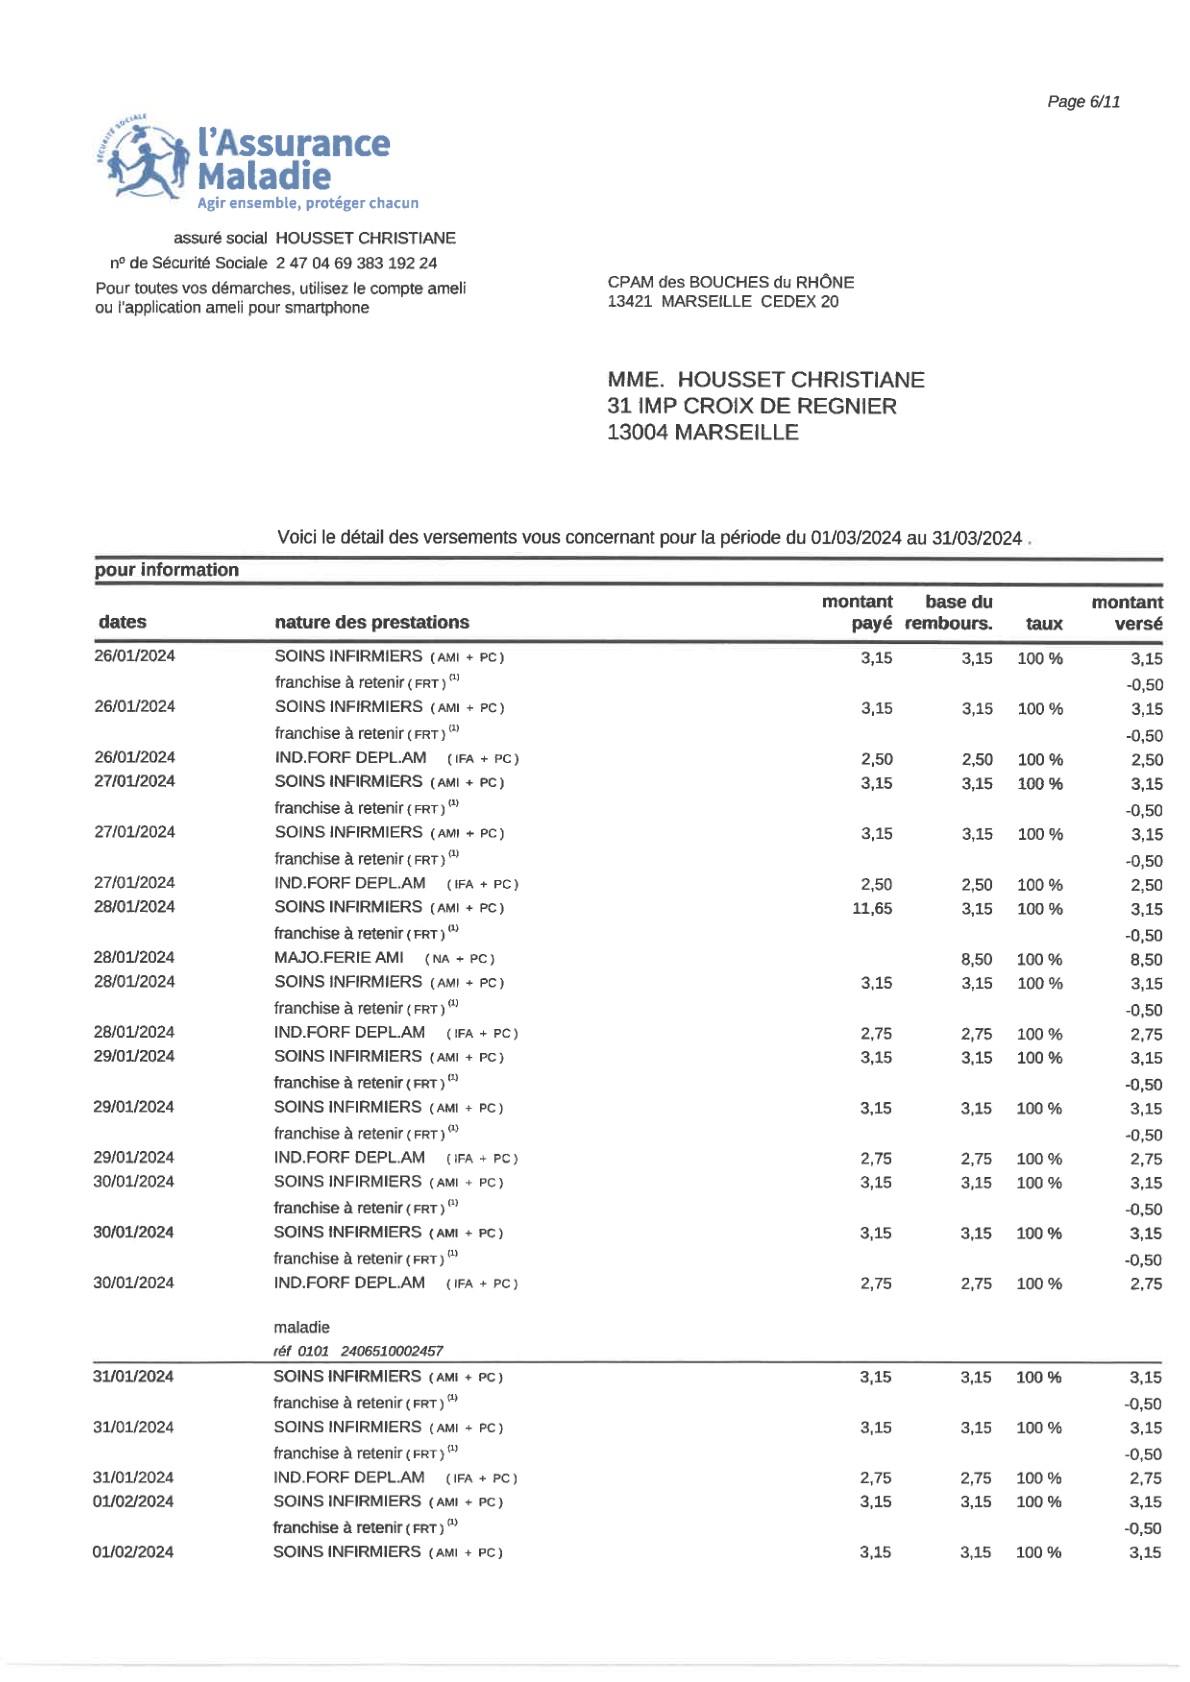 Page 6/11
SÉCURITÉ SOCIALE
l'Assurance
Maladie
Agir ensemble, protéger chacun
assuré social HOUSSET CHRISTIANE
nº de Sécurité Sociale 2 47 04 69 383 192 24
Pour toutes vos démarches, utilisez le compte ameli
ou l'application ameli pour smartphone
CPAM des BOUCHES du RHÔNE
13421 MARSEILLE CEDEX 20
MME. HOUSSET CHRISTIANE
31 IMP CROIX DE REGNIER
13004 MARSEILLE
Voici le détail des versements vous concernant pour la période du 01/03/2024 au 31/03/2024 .
pour information
montant base du montant
dates nature des prestations payé rembours. taux versé
26/01/2024 SOINS INFIRMIERS (AMI + PC) 3,15 3,15 100 % 3,15
franchise à retenir (FRT) (1) -0,50
26/01/2024 SOINS INFIRMIERS (AMI + PC) 3,15 3,15 100 % 3,15
franchise à retenir (FRT) (1) -0,50
26/01/2024 IND.FORF DEPL.AM (IFA + PC) 2,50 2,50 100 % 2,50
27/01/2024 SOINS INFIRMIERS (AMI + PC) 3,15 3,15 100 % 3,15
franchise à retenir (FRT) (1) -0,50
27/01/2024 SOINS INFIRMIERS (AMI + PC) 3,15 3,15 100 % 3,15
franchise à retenir (FRT) (1) -0,50
27/01/2024 IND.FORF DEPL.AM (IFA + PC) 2,50 2,50 100 % 2,50
28/01/2024 SOINS INFIRMIERS (AMI + PC) 11,65 3,15 100 % 3,15
franchise à retenir (FRT) (1) -0,50
28/01/2024 MAJO.FERIE AMI (NA + PC) 8,50 100 % 8,50
28/01/2024 SOINS INFIRMIERS (AMI + PC) 3,15 3,15 100 % 3,15
franchise à retenir (FRT) (1) -0,50
28/01/2024 IND.FORF DEPL.AM (IFA + PC) 2,75 2,75 100 % 2,75
29/01/2024 SOINS INFIRMIERS (AMI + PC) 3,15 3,15 100 % 3,15
franchise à retenir (FRT) (1) -0,50
29/01/2024 SOINS INFIRMIERS (AMI + PC) 3,15 3,15 100 % 3,15
franchise à retenir (FRT) (1) -0,50
29/01/2024 IND.FORF DEPL.AM (IFA + PC) 2,75 2,75 100 % 2,75
30/01/2024 SOINS INFIRMIERS (AMI + PC) 3,15 3,15 100 % 3,15
franchise à retenir (FRT) (1) -0,50
30/01/2024 SOINS INFIRMIERS (AMI + PC) 3,15 3,15 100 % 3,15
franchise à retenir (FRT) (1) -0,50
30/01/2024 IND.FORF DEPL.AM (IFA + PC) 2,75 2,75 100 % 2,75
maladie
réf 0101 2406510002457
31/01/2024 SOINS INFIRMIERS (AMI + PC) 3,15 3,15 100 % 3,15
franchise à retenir (FRT) (1) -0,50
31/01/2024 SOINS INFIRMIERS (AMI + PC) 3,15 3,15 100 % 3,15
franchise à retenir (FRT) (1) -0,50
31/01/2024 IND.FORF DEPL.AM (IFA + PC) 2,75 2,75 100 % 2,75
01/02/2024 SOINS INFIRMIERS (AMI + PC) 3,15 3,15 100 % 3,15
franchise à retenir (FRT) (1) -0,50
01/02/2024 SOINS INFIRMIERS (AMI + PC) 3,15 3,15 100 % 3,15